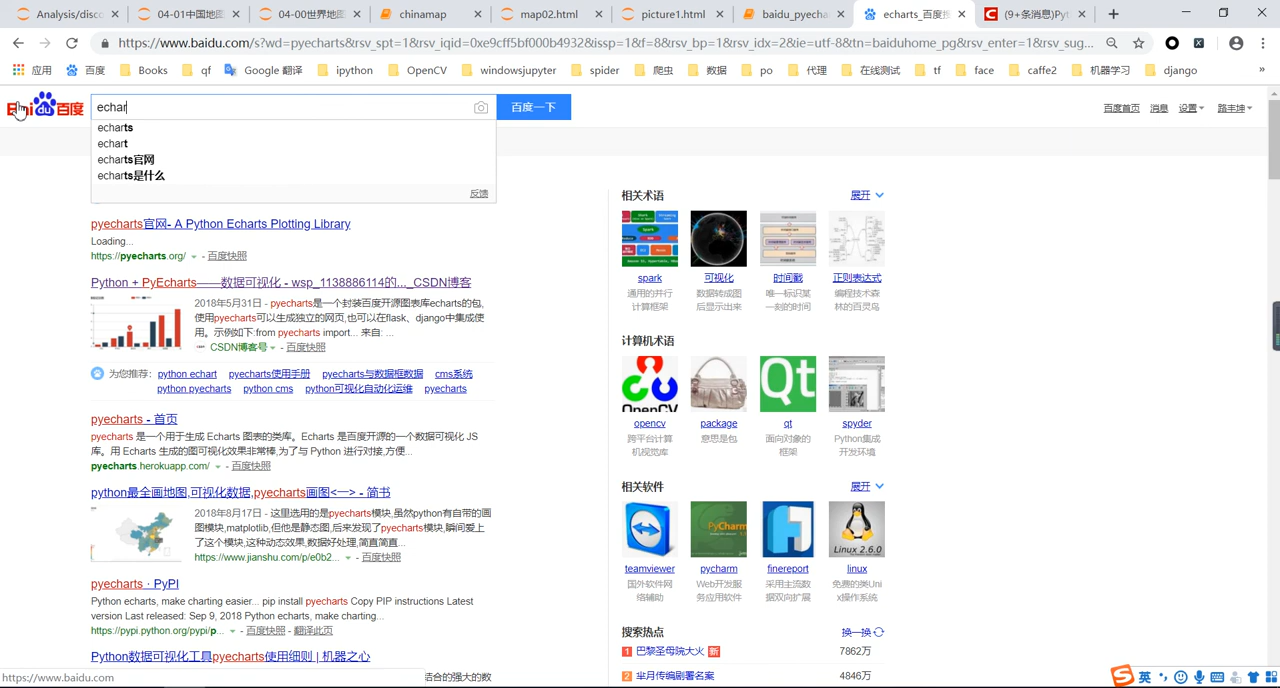 Analysis/disc
04-01中国地图
04-00世界地图
chinamap
map02.html
picture1.html
baidu_pyecha
echarts_百度搜
(9+条消息)Pyt
https://www.baidu.com/s?wd=pyecharts&rsv_spt=1&rsv_iqid=0xe9cff5bf000b4932&issp=1&f=8&rsv_bp=1&rsv_idx=2&ie=utf-8&tn=baiduhome_pg&rsv_enter=1&rsv_sug...
应用 百度 Books qf Google 翻译 ipython OpenCV windowsjupyter spider 爬虫 数据 po 代理 在线测试 tf face caffe2 机器学习 django »
百度
echar
百度一下
百度首页 消息 设置 路丰坤
echarts
echart
echarts官网
echarts是什么
反馈
pyecharts官网- A Python Echarts Plotting Library
Loading...
https://pyecharts.org/ - 百度快照
Python + PyEcharts——数据可视化 - wsp_1138886114的..._CSDN博客
2018年5月31日 - pyecharts是一个封装百度开源图表库echarts的包,
使用pyecharts可以生成独立的网页,也可以在flask、django中集成使
用。示例如下:from pyecharts import... 来自: ...
CSDN博客号 - 百度快照
为您推荐: python echart pyecharts使用手册 pyecharts与数据框数据 cms系统
python pyecharts python cms python可视化自动化运维 pyecharts
pyecharts - 首页
pyecharts 是一个用于生成 Echarts 图表的类库。Echarts 是百度开源的一个数据可视化 JS
库。用 Echarts 生成的图可视化效果非常棒,为了与 Python 进行对接,方便...
pyecharts.herokuapp.com/ - 百度快照
python最全画地图,可视化数据,pyecharts画图<一> - 简书
2018年8月17日 - 这里选用的是pyecharts模块,虽然python有自带的画
图模块,matplotlib,但他是静态图,后来发现了pyecharts模块,瞬间爱上
了这个模块,这种动态效果,数据好处理,简直简直...
https://www.jianshu.com/p/e0b2... - 百度快照
pyecharts · PyPI
Python echarts, make charting easier... pip install pyecharts Copy PIP instructions Latest
version Last released: Sep 9, 2018 Python echarts, make charting...
https://pypi.python.org/pypi/p... - 百度快照 - 翻译此页
Python数据可视化工具pyecharts使用细则 | 机器之心
https://www.baidu.com
结合的强大的数
相关术语 展开
spark 可视化 时间戳 正则表达式
通用的并行 数据转成图 唯一标识某 编程技术森
计算框架 后显示出来 一刻的时间 林的百灵鸟
计算机术语
OpenCV
Qt
opencv package qt spyder
跨平台计算 意思是包 面向对象的 Python集成
机视觉库 框架 开发环境
相关软件 展开
PyCharm
Linux 2.6.0
teamviewer pycharm finereport linux
国外软件网 Web开发服 采用主流数 免费的类Uni
络辅助 务应用软件 据双向扩展 x操作系统
搜索热点 换一换
1 巴黎圣母院大火 新 7862万
2 芈月传编剧署名案 4846万
英